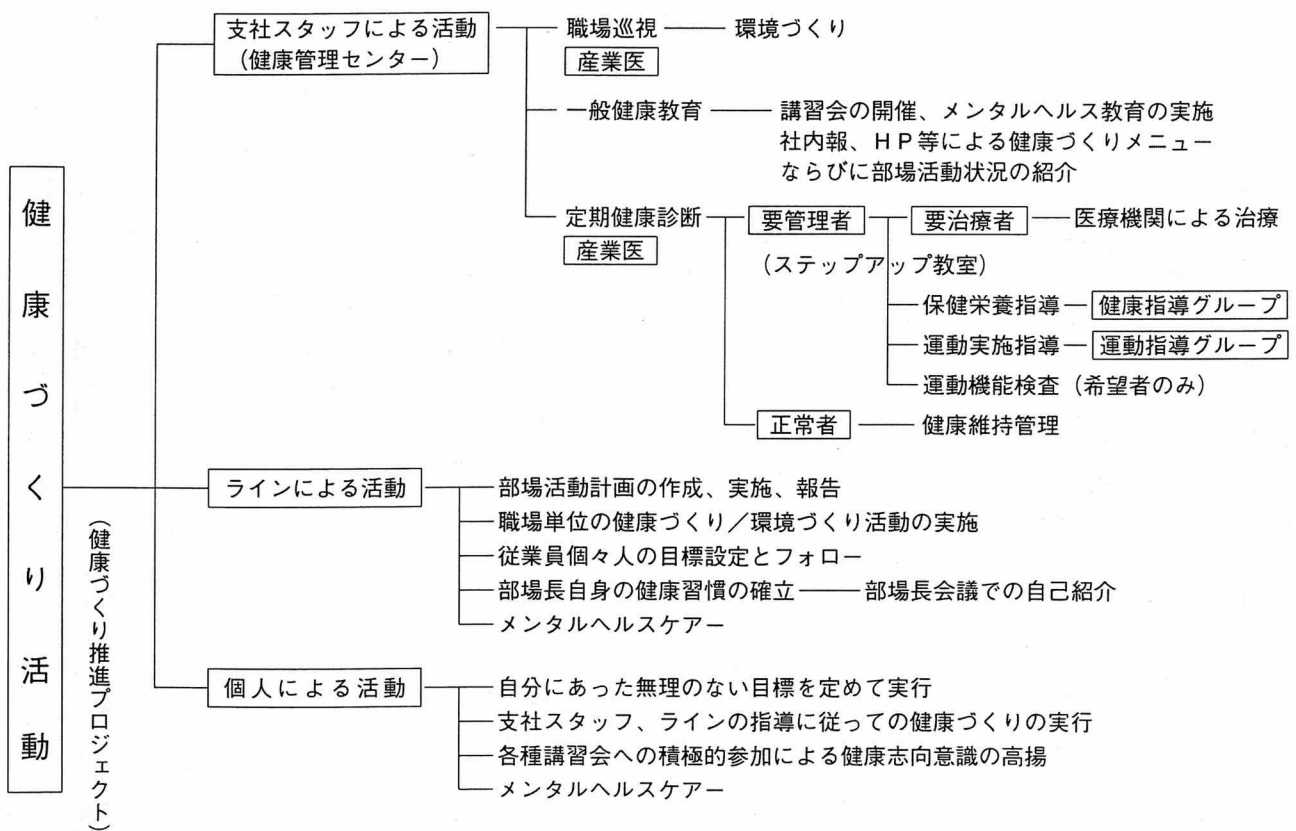 健康づくり活動
(健康づくり推進プロジェクト)
支社スタッフによる活動
(健康管理センター)
職場巡視
環境づくり
産業医
一般健康教育
講習会の開催、メンタルヘルス教育の実施
社内報、HP等による健康づくりメニュー
ならびに部場活動状況の紹介
定期健康診断
産業医
要管理者
(ステップアップ教室)
要治療者
医療機関による治療
保健栄養指導
健康指導グループ
運動実施指導
運動指導グループ
運動機能検査(希望者のみ)
正常者
健康維持管理
ラインによる活動
部場活動計画の作成、実施、報告
職場単位の健康づくり/環境づくり活動の実施
従業員個々人の目標設定とフォロー
部場長自身の健康習慣の確立
部場長会議での自己紹介
メンタルヘルスケアー
個人による活動
自分にあった無理のない目標を定めて実行
支社スタッフ、ラインの指導に従っての健康づくりの実行
各種講習会への積極的参加による健康志向意識の高揚
メンタルヘルスケアー